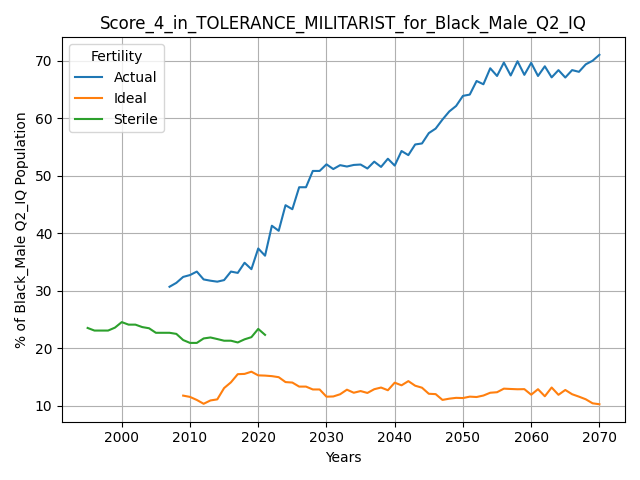 Score_4_in_TOLERANCE_MILITARIST_for_Black_Male_Q2_IQ
Fertility
Actual
Ideal
Sterile
% of Black_Male Q2_IQ Population
70
60
50
40
30
20
10
2000 2010 2020 2030 2040 2050 2060 2070
Years